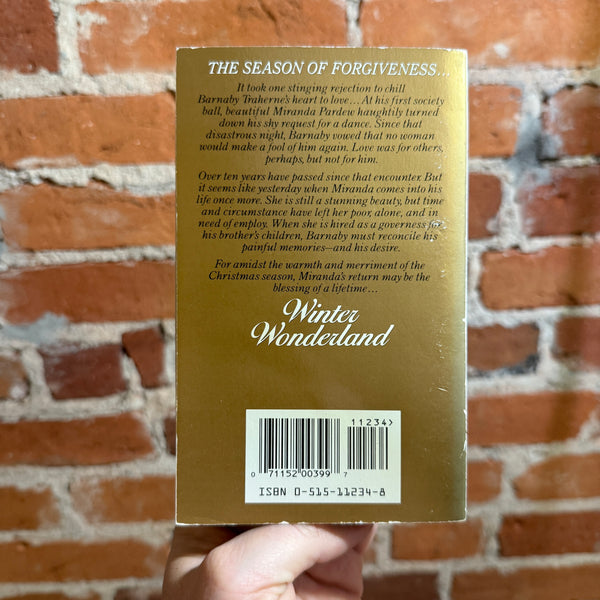 THE SEASON OF FORGIVENESS...
It took one stinging rejection to chill
Barnaby Traherne's heart to love... At his first society
ball, beautiful Miranda Pardew haughtily turned
down his shy request for a dance. Since that
disastrous night, Barnaby vowed that no woman
would make a fool of him again. Love was for others,
perhaps, but not for him.
Over ten years have passed since that encounter. But
it seems like yesterday when Miranda comes into his
life once more. She is still a stunning beauty, but time
and circumstance have left her poor, alone, and in
need of employ. When she is hired as a governess for
his brother's children, Barnaby must reconcile his
painful memories—and his desire.
For amidst the warmth and merriment of the
Christmas season, Miranda's return may be the
blessing of a lifetime...
Winter
Wonderland
11234>
0 71152 00399 7
ISBN 0-515-11234-8